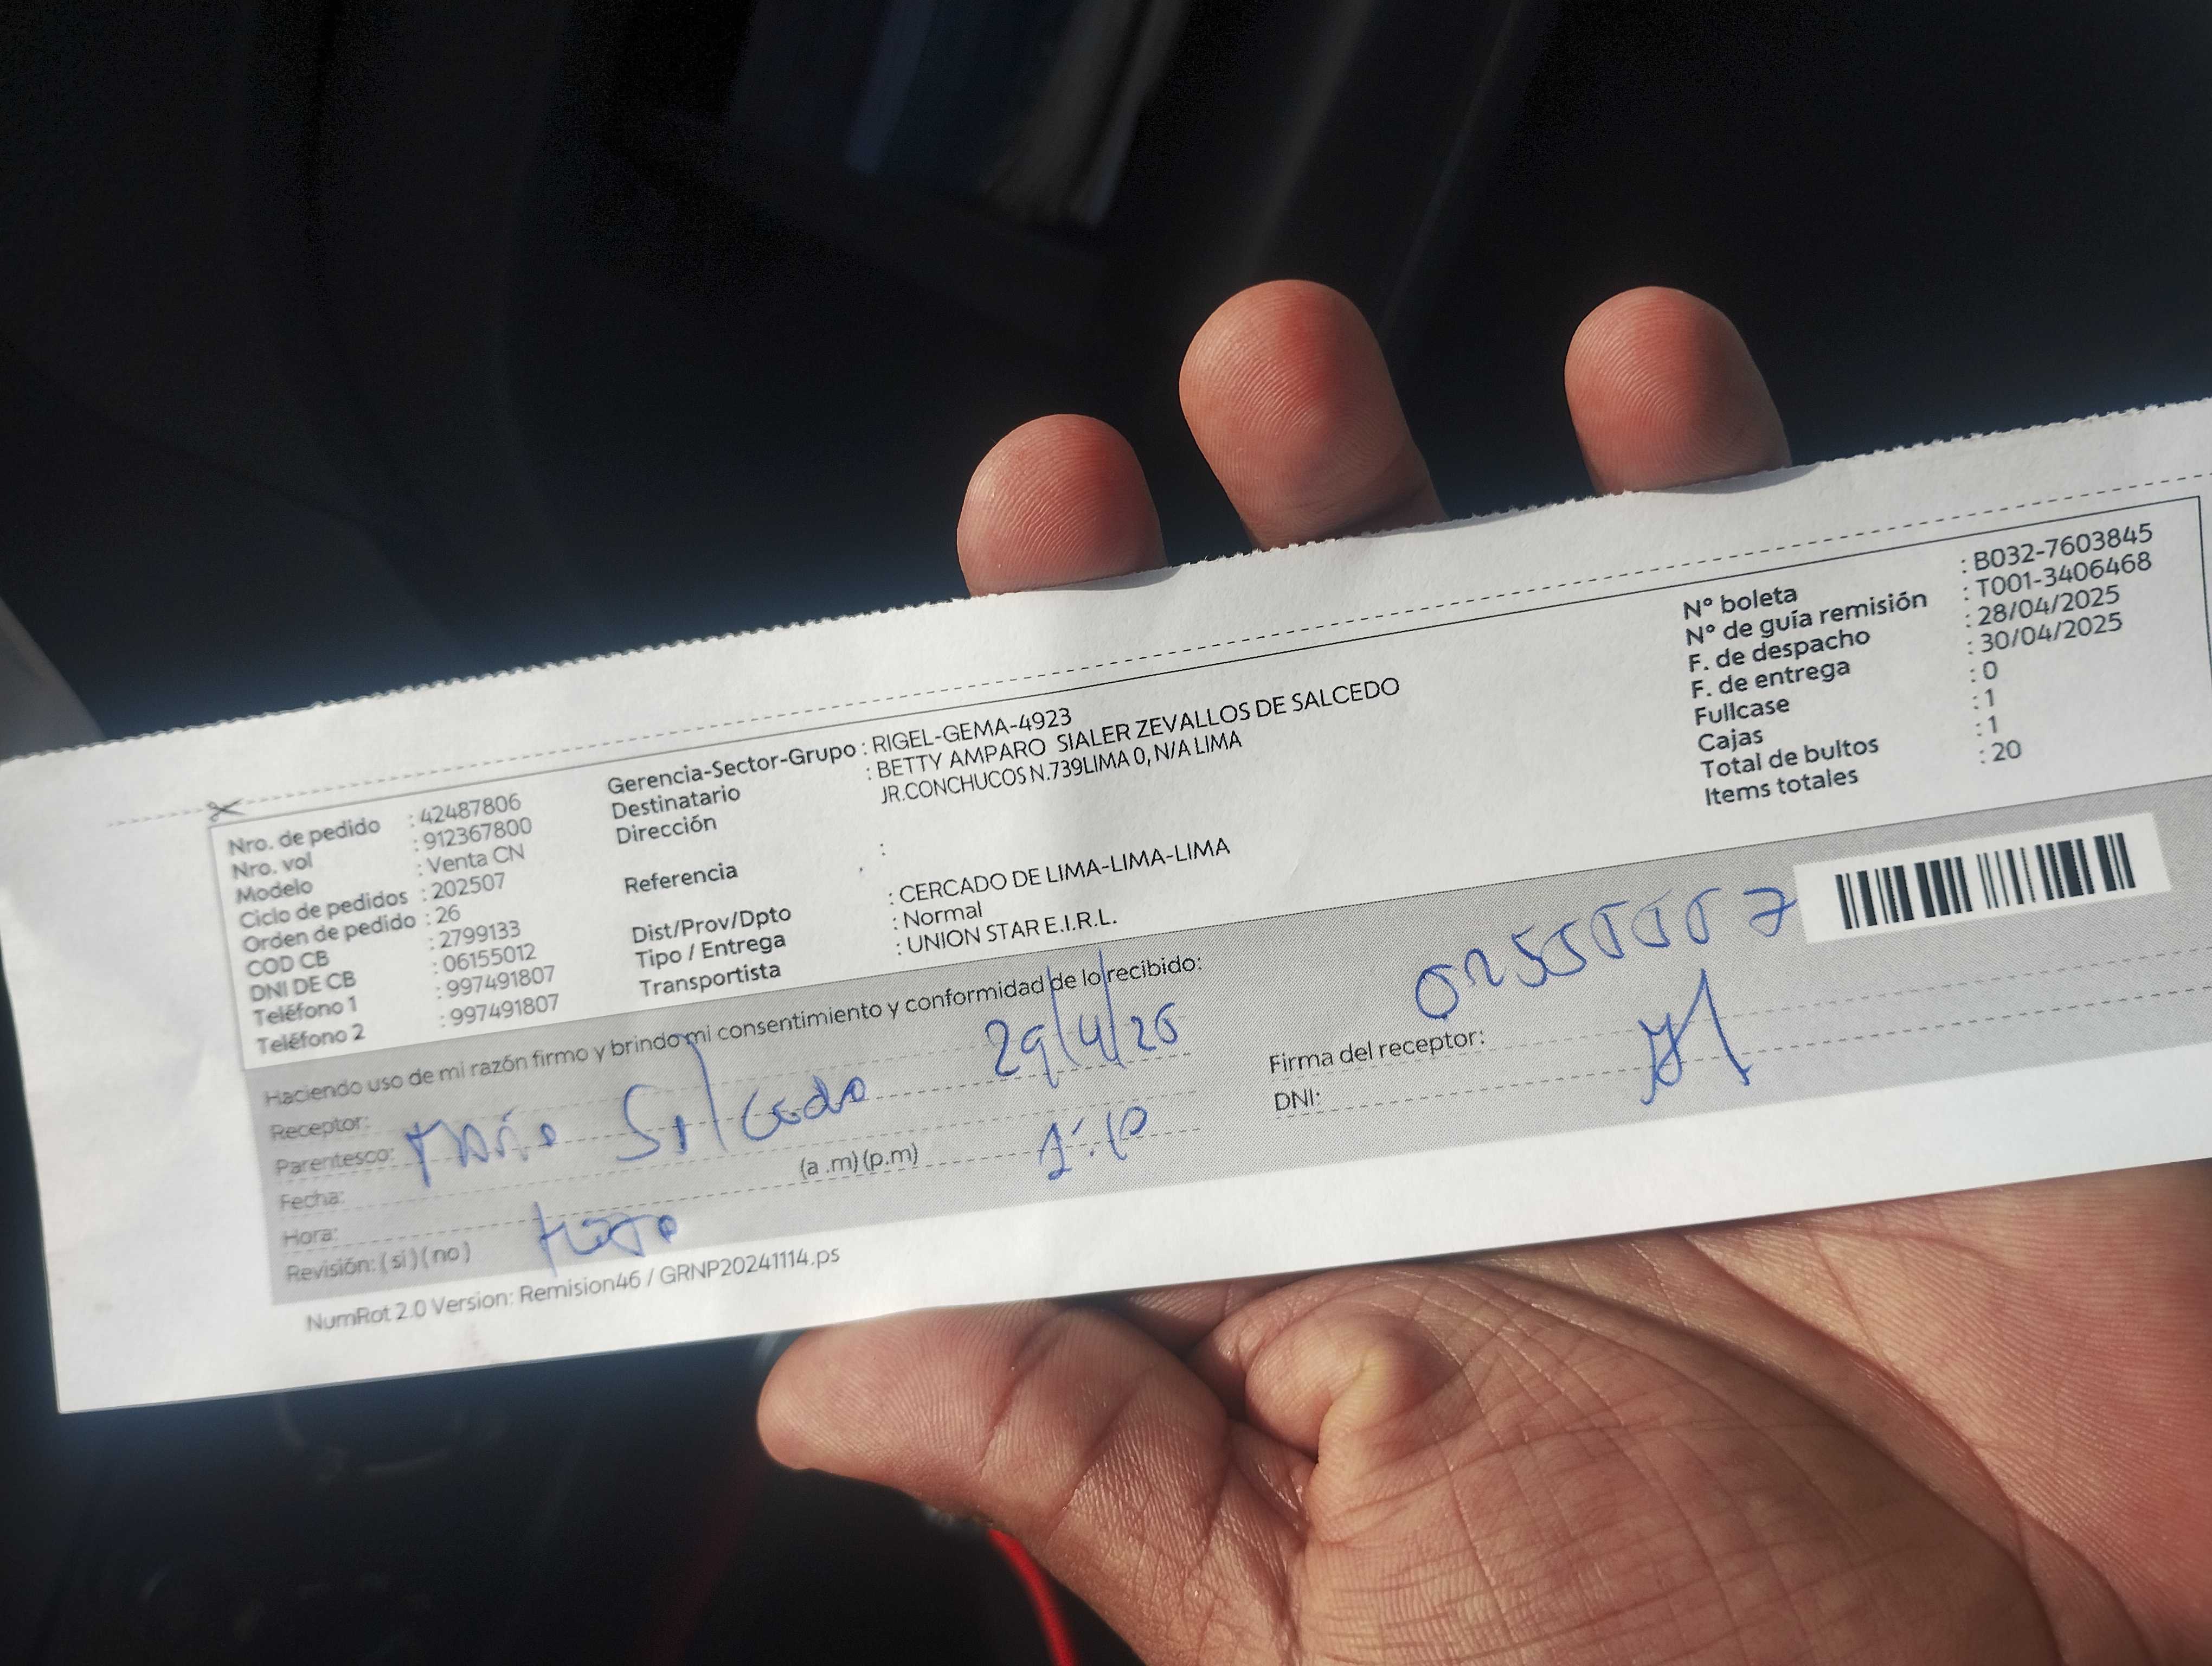 Nro. de pedido : 42487806
Nro. vol : 912367800
Modelo : Venta CN
Ciclo de pedidos : 202507
Orden de pedido : 26
COD CB : 2799133
DNI DE CB : 06155012
Teléfono 1 : 997491807
Teléfono 2 : 997491807
Gerencia-Sector-Grupo : RIGEL-GEMA-4923
Destinatario : BETTY AMPARO SIALER ZEVALLOS DE SALCEDO
Dirección JR.CONCHUCOS N.739LIMA 0, N/A LIMA
Referencia :
Dist/Prov/Dpto : CERCADO DE LIMA-LIMA-LIMA
Tipo / Entrega : Normal
Transportista : UNION STAR E.I.R.L.
N° boleta : B032-7603845
N° de guía remisión : T001-3406468
F. de despacho : 28/04/2025
F. de entrega : 30/04/2025
Fullcase : 0
Cajas : 1
Total de bultos : 1
Items totales : 20
Haciendo uso de mi razón firmo y brindo mi consentimiento y conformidad de lo recibido:
Receptor:
Parentesco: Salcedo 29/4/25
Fecha:
Hora: (a .m) (p.m)
Revisión: ( si ) ( no )
Firma del receptor:
DNI:
NumRot 2.0 Version: Remision46 / GRNP20241114.ps